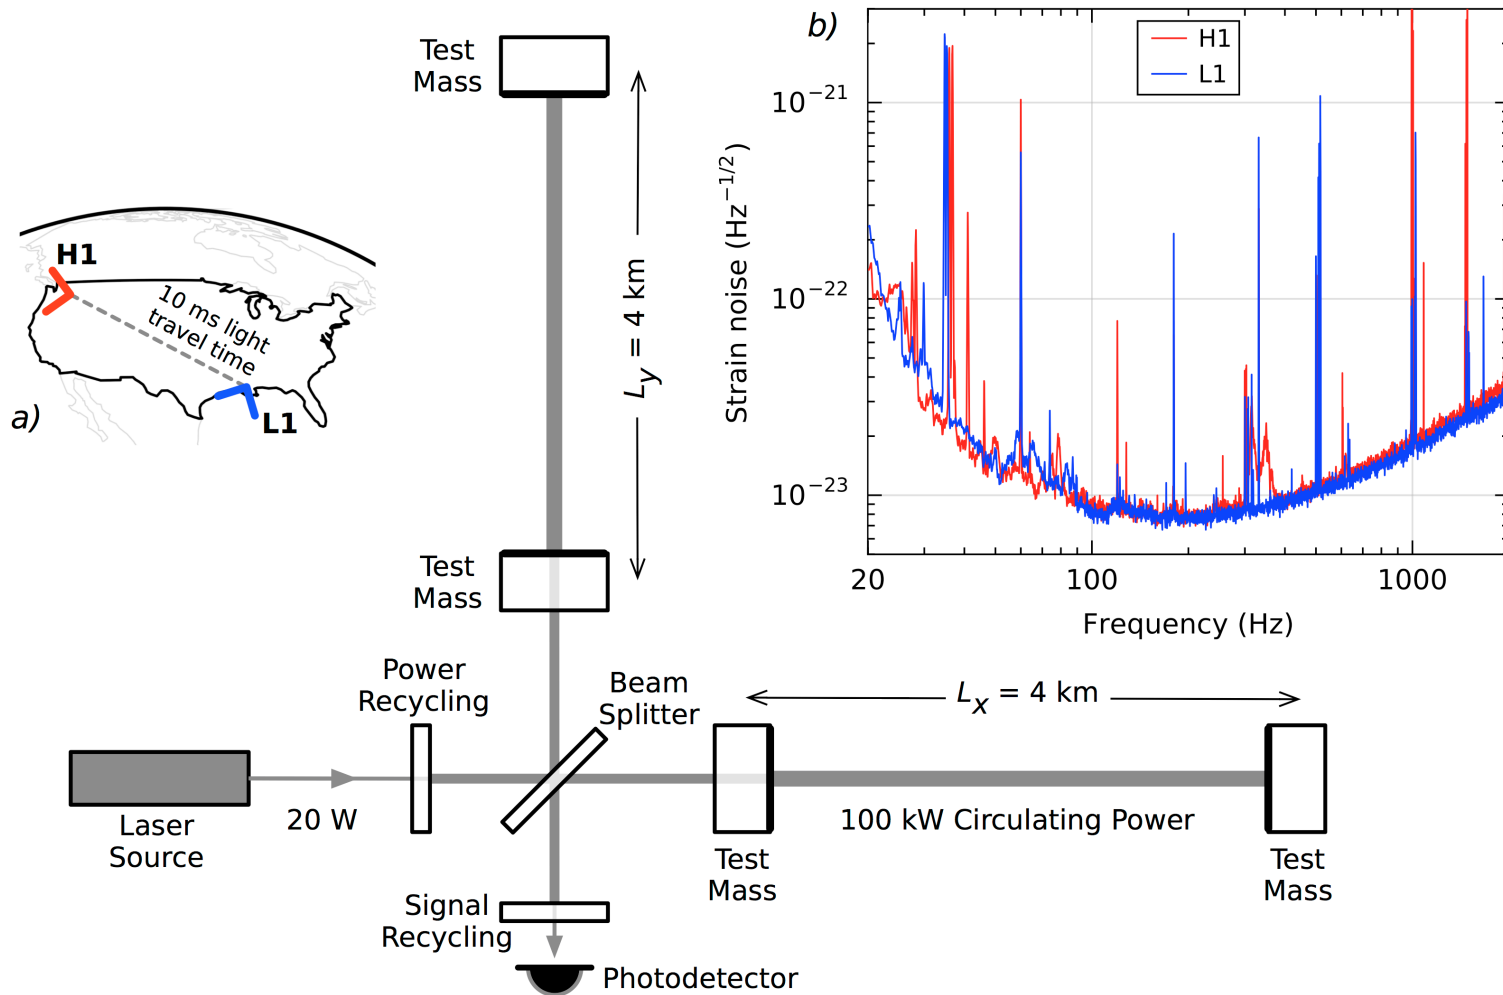 Test
Mass
L_y = 4 km
H1
10 ms light
travel time
L1
a)
b)
H1
L1
Strain noise (Hz^{-1/2})
10^{-21}
10^{-22}
10^{-23}
20
100
1000
Frequency (Hz)
Test
Mass
Power
Recycling
Beam
Splitter
L_x = 4 km
Laser
Source
20 W
100 kW Circulating Power
Test
Mass
Test
Mass
Signal
Recycling
Photodetector